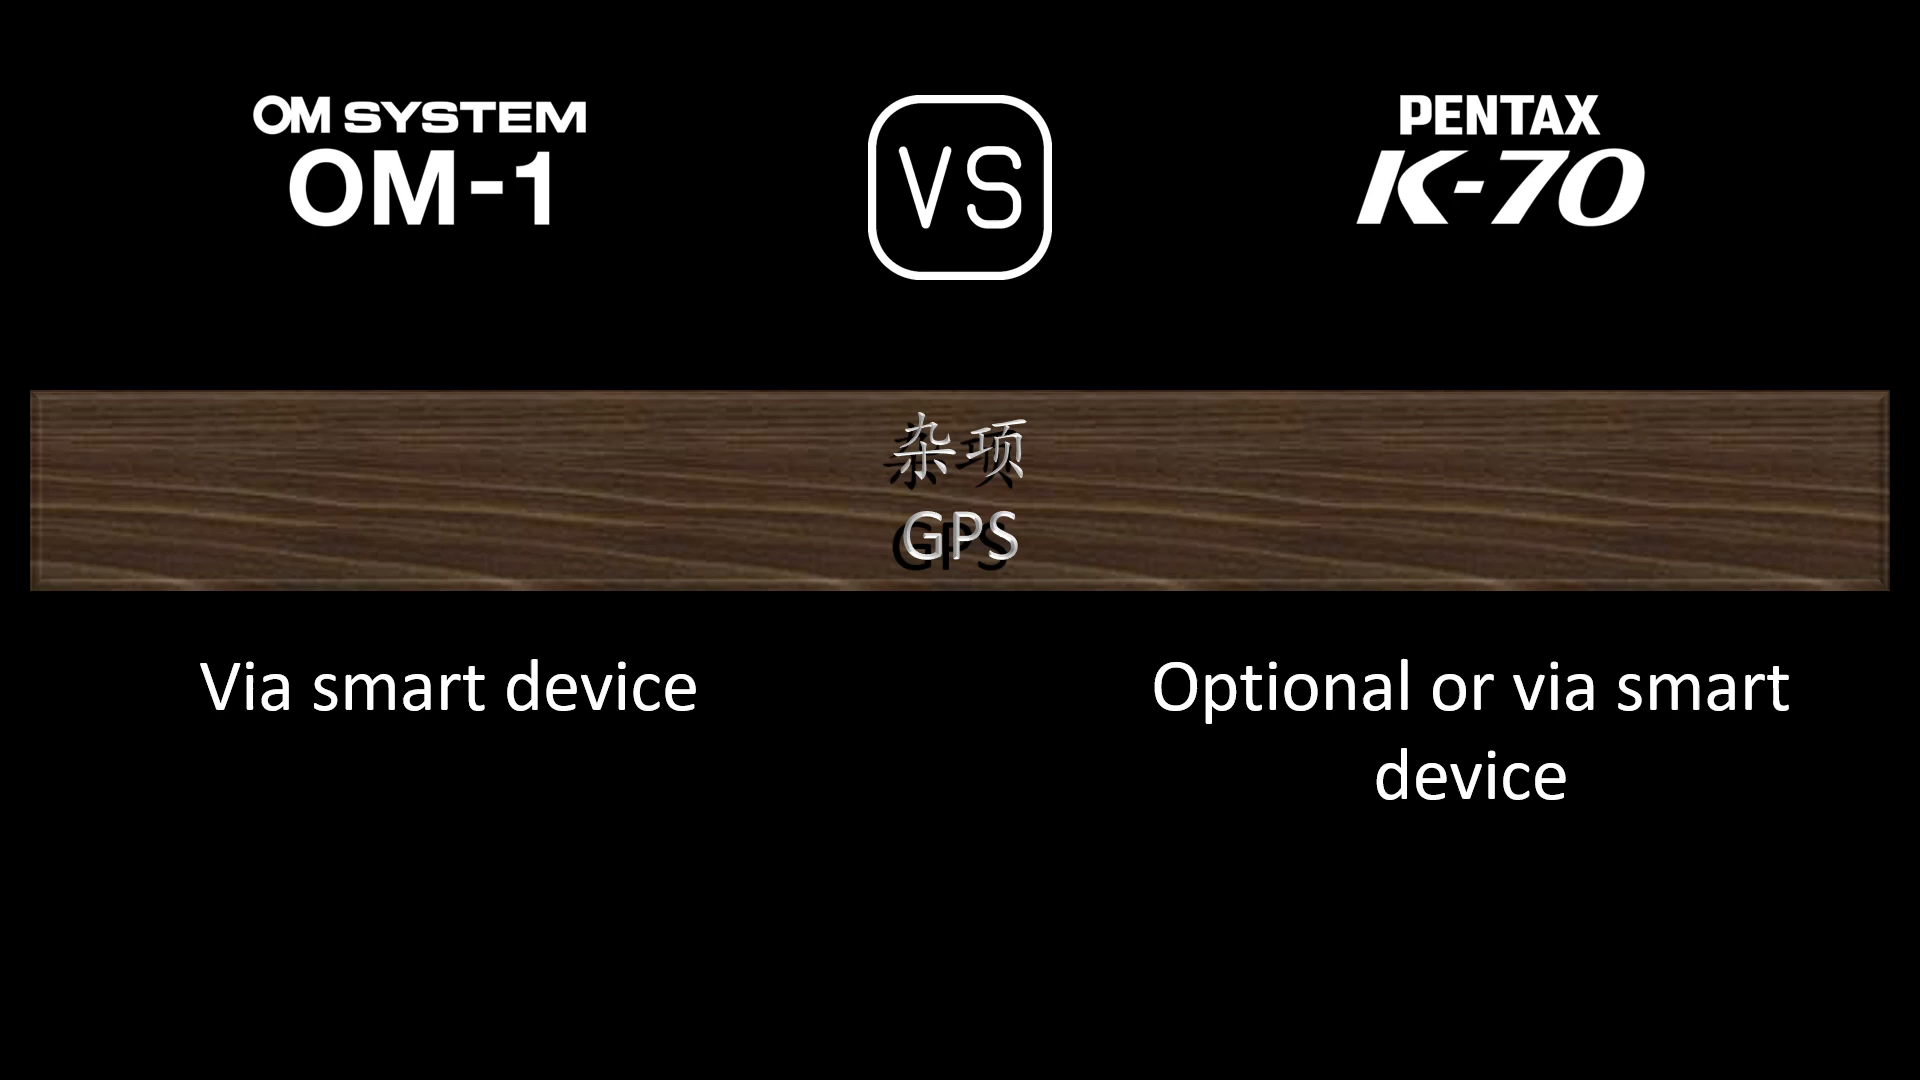 OM SYSTEM
OM-1
VS
PENTAX
K-70
杂项
GPS
Via smart device
Optional or via smart
device